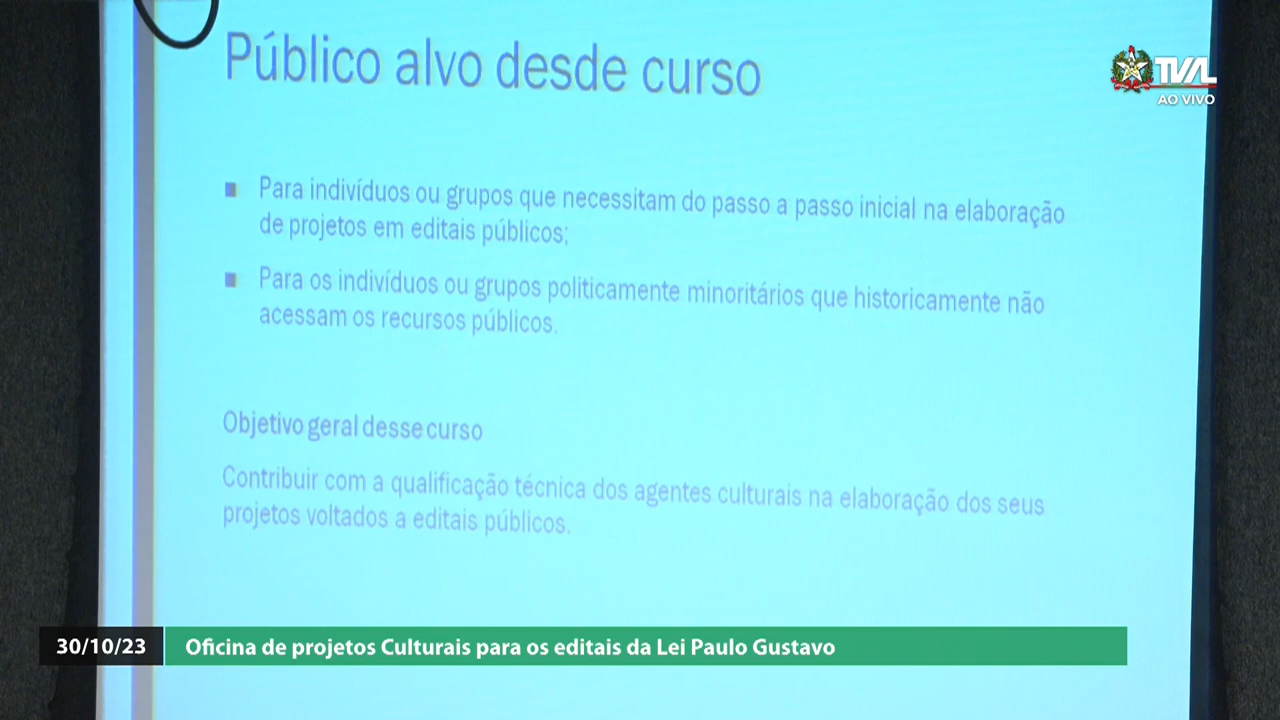 Público alvo desde curso
TVAL
AO VIVO
Para indivíduos ou grupos que necessitam do passo a passo inicial na elaboração
de projetos em editais públicos;
Para os indivíduos ou grupos politicamente minoritários que historicamente não
acessam os recursos públicos.
Objetivo geral desse curso
Contribuir com a qualificação técnica dos agentes culturais na elaboração dos seus
projetos voltados a editais públicos.
30/10/23
Oficina de projetos Culturais para os editais da Lei Paulo Gustavo